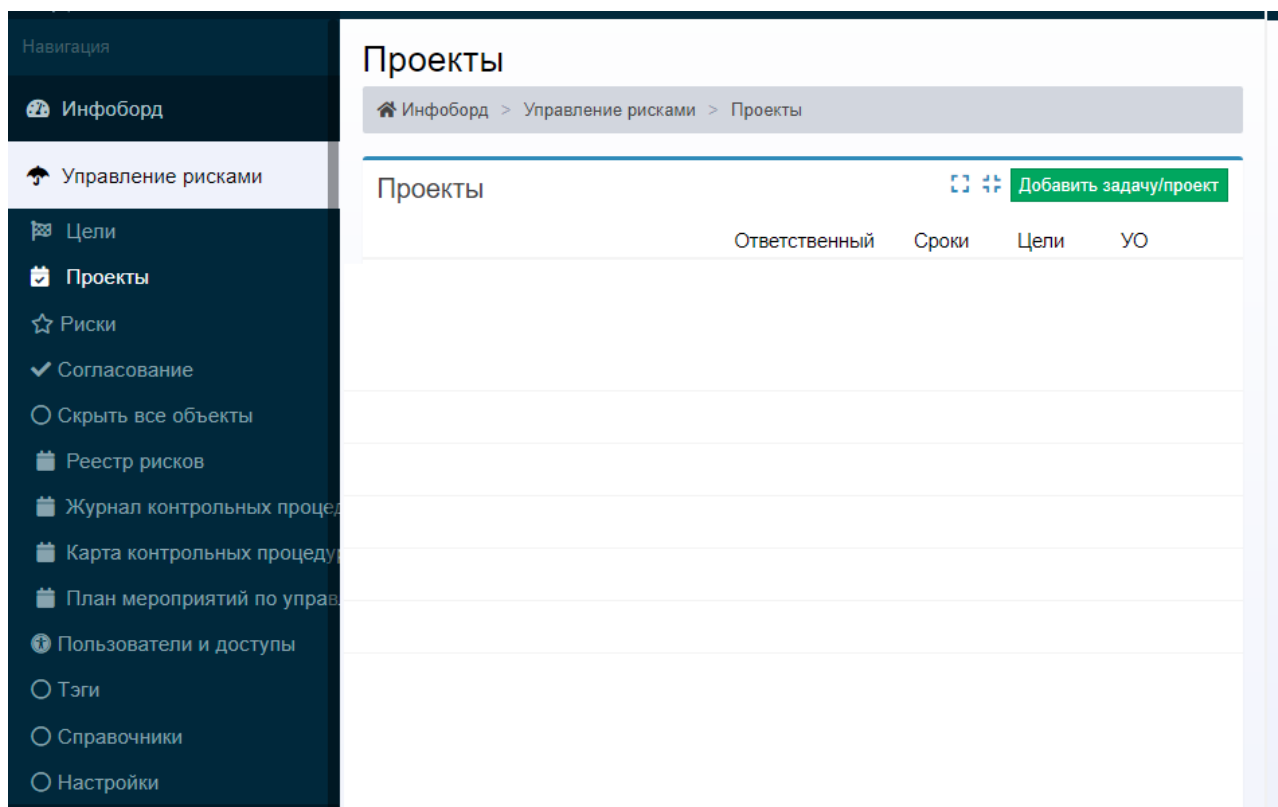 Навигация
Инфоборд
Управление рисками
Цели
Проекты
Риски
Согласование
Скрыть все объекты
Реестр рисков
Журнал контрольных процед
Карта контрольных процедур
План мероприятий по управ
Пользователи и доступы
Тэги
Справочники
Настройки
Проекты
Инфоборд > Управление рисками > Проекты
Проекты
Добавить задачу/проект
Ответственный Сроки Цели УО